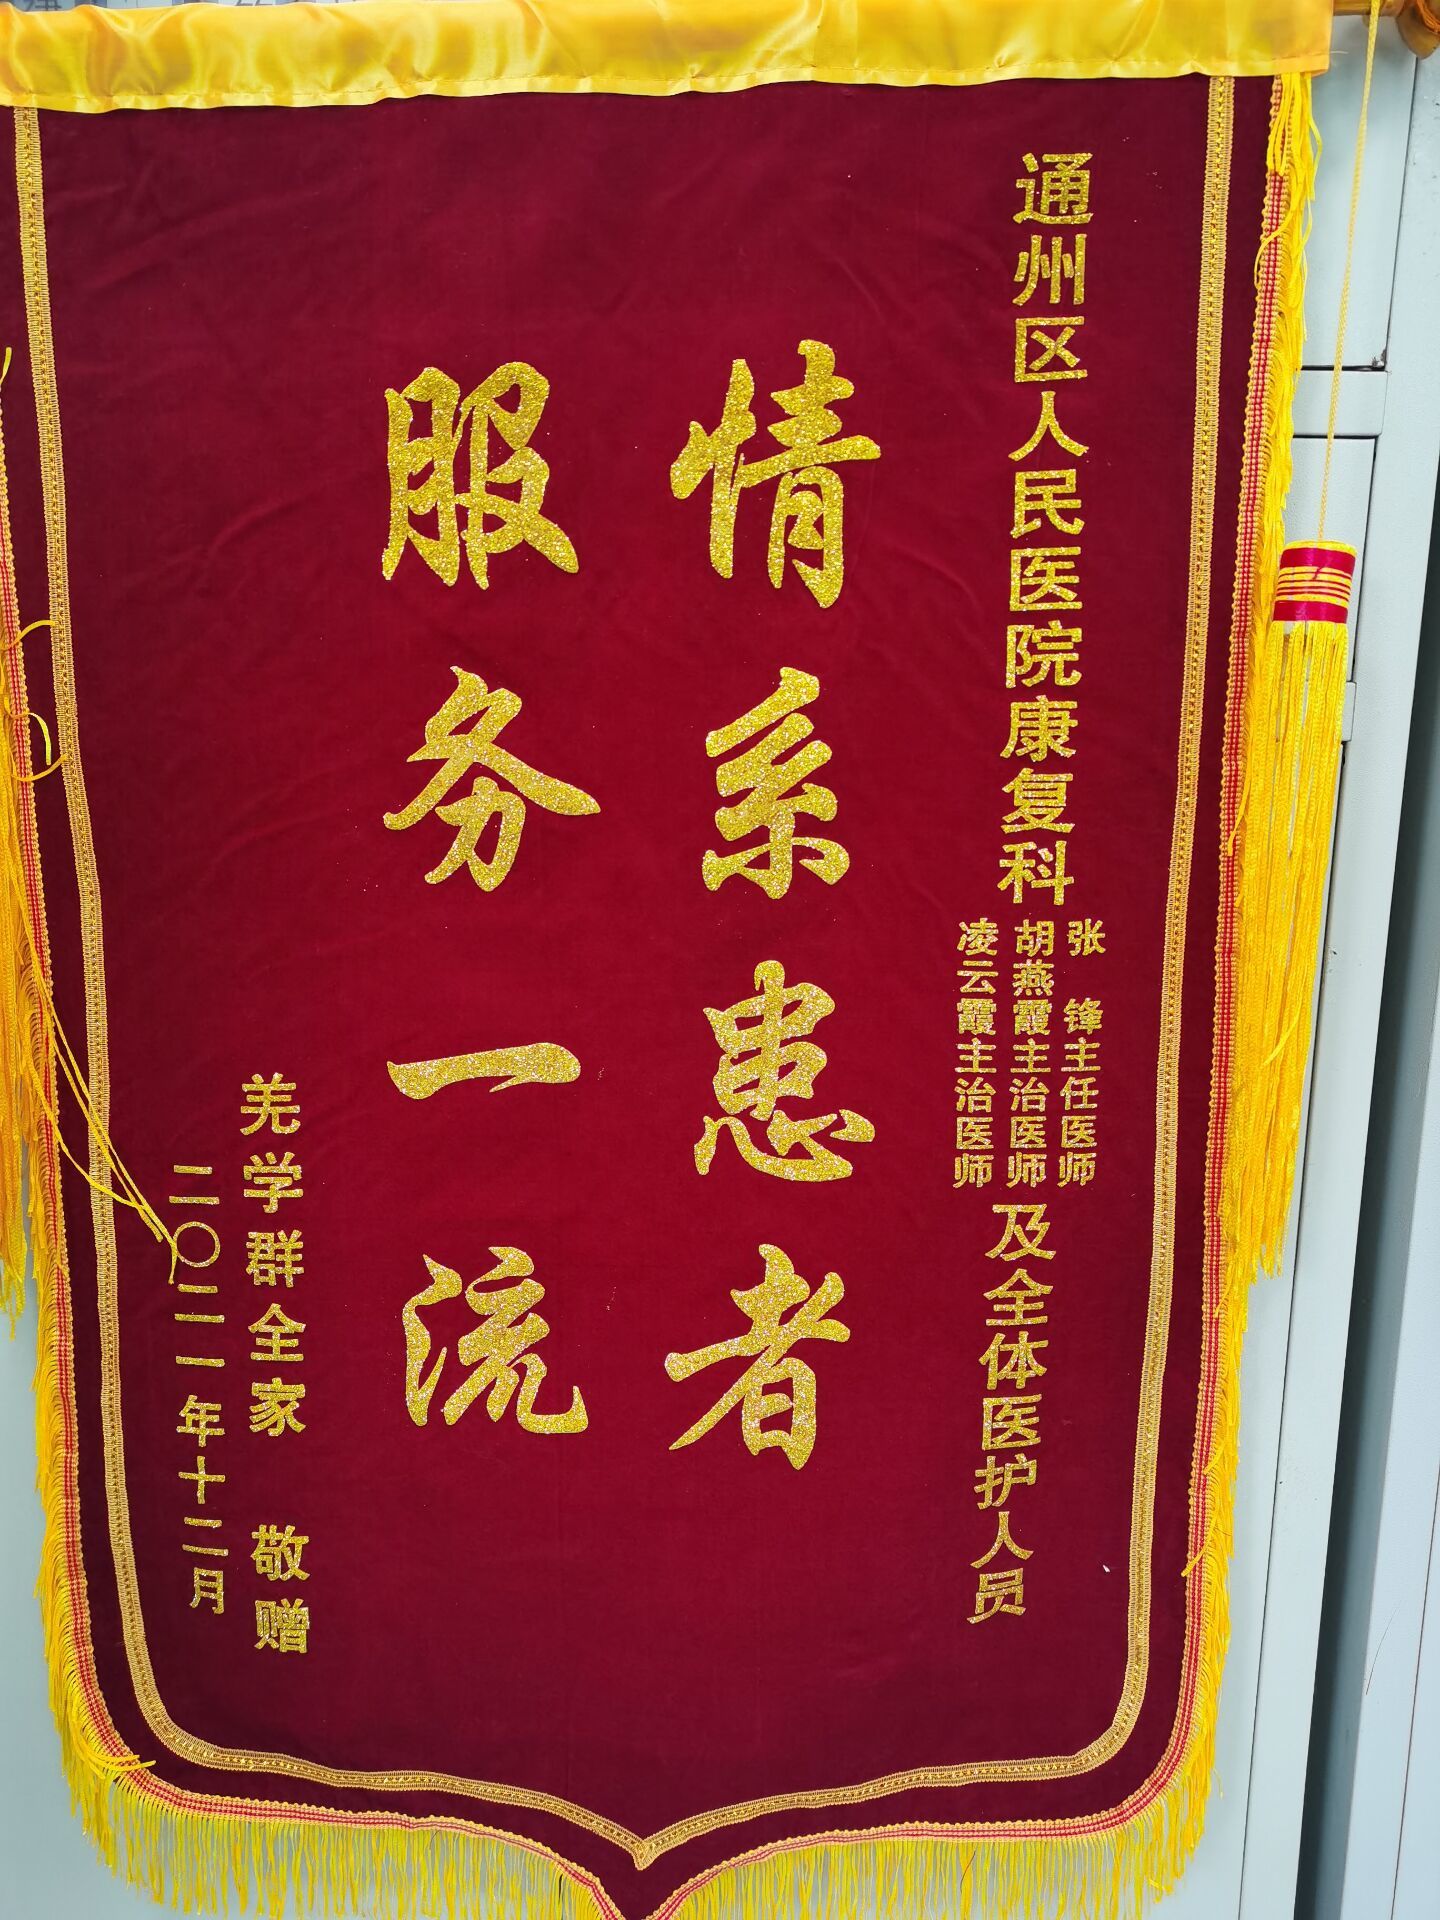 通州区人民医院康复科
张 锋主任医师
胡燕霞主治医师
凌云霞主治医师
及全体医护人员
情系患者
服务一流
羌学群全家 敬赠
二〇二一年十二月